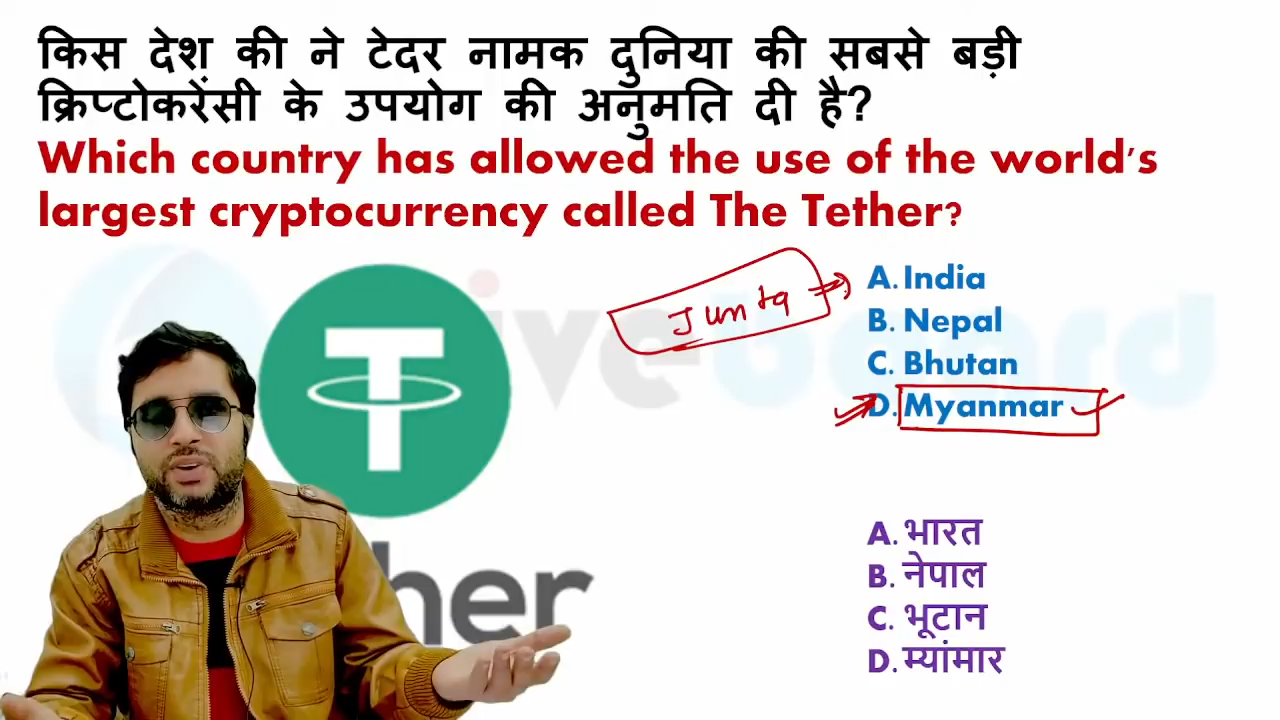 किस देश की ने टेदर नामक दुनिया की सबसे बड़ी
क्रिप्टोकरेंसी के उपयोग की अनुमति दी है?
Which country has allowed the use of the world's
largest cryptocurrency called The Tether?
Junta
A. India
B. Nepal
C. Bhutan
D. Myanmar
her
A. भारत
B. नेपाल
C. भूटान
D. म्यांमार